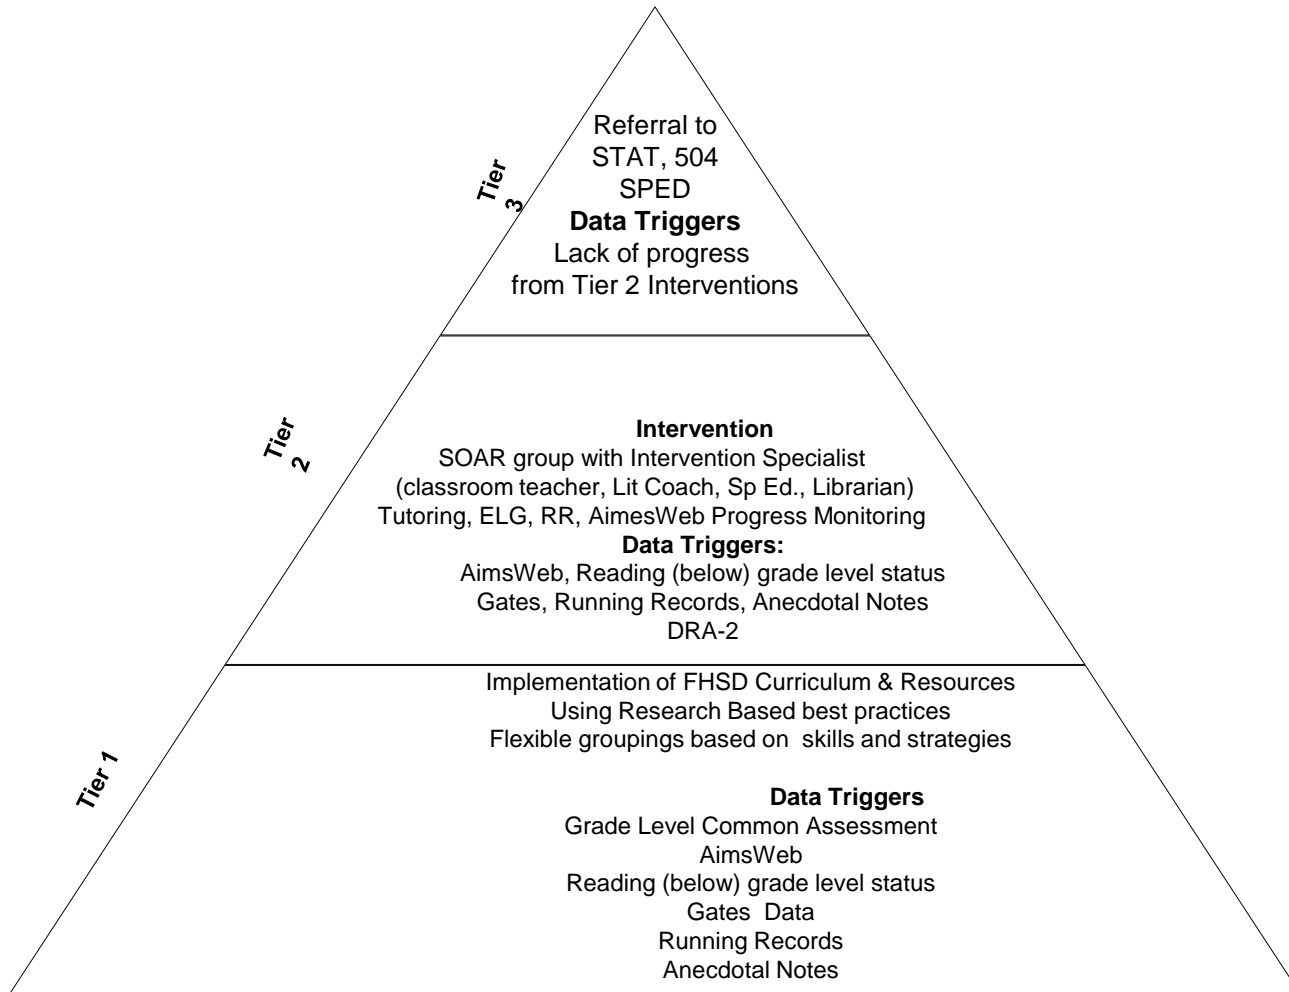 Tier
3
Referral to
STAT, 504
SPED
Data Triggers
Lack of progress
from Tier 2 Interventions
Tier
2
Intervention
SOAR group with Intervention Specialist
(classroom teacher, Lit Coach, Sp Ed., Librarian)
Tutoring, ELG, RR, AimesWeb Progress Monitoring
Data Triggers:
AimsWeb, Reading (below) grade level status
Gates, Running Records, Anecdotal Notes
DRA-2
Tier 1
Implementation of FHSD Curriculum & Resources
Using Research Based best practices
Flexible groupings based on skills and strategies
Data Triggers
Grade Level Common Assessment
AimsWeb
Reading (below) grade level status
Gates Data
Running Records
Anecdotal Notes